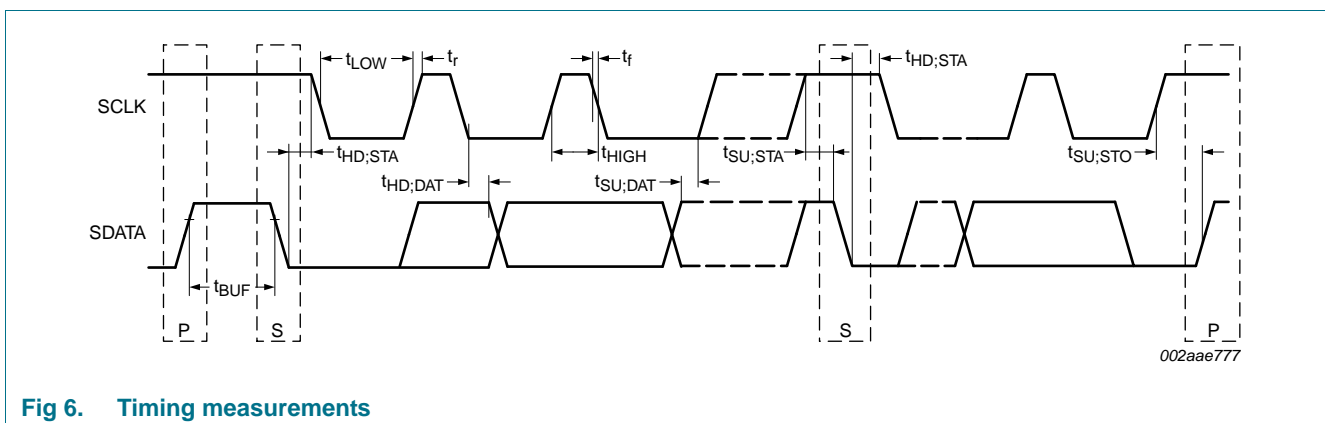 tLOW tr tf tHD;STA
SCLK
tHD;STA tHIGH tSU;STA tSU;STO
tHD;DAT tSU;DAT
SDATA
tBUF
P S S P
002aae777
Fig 6. Timing measurements